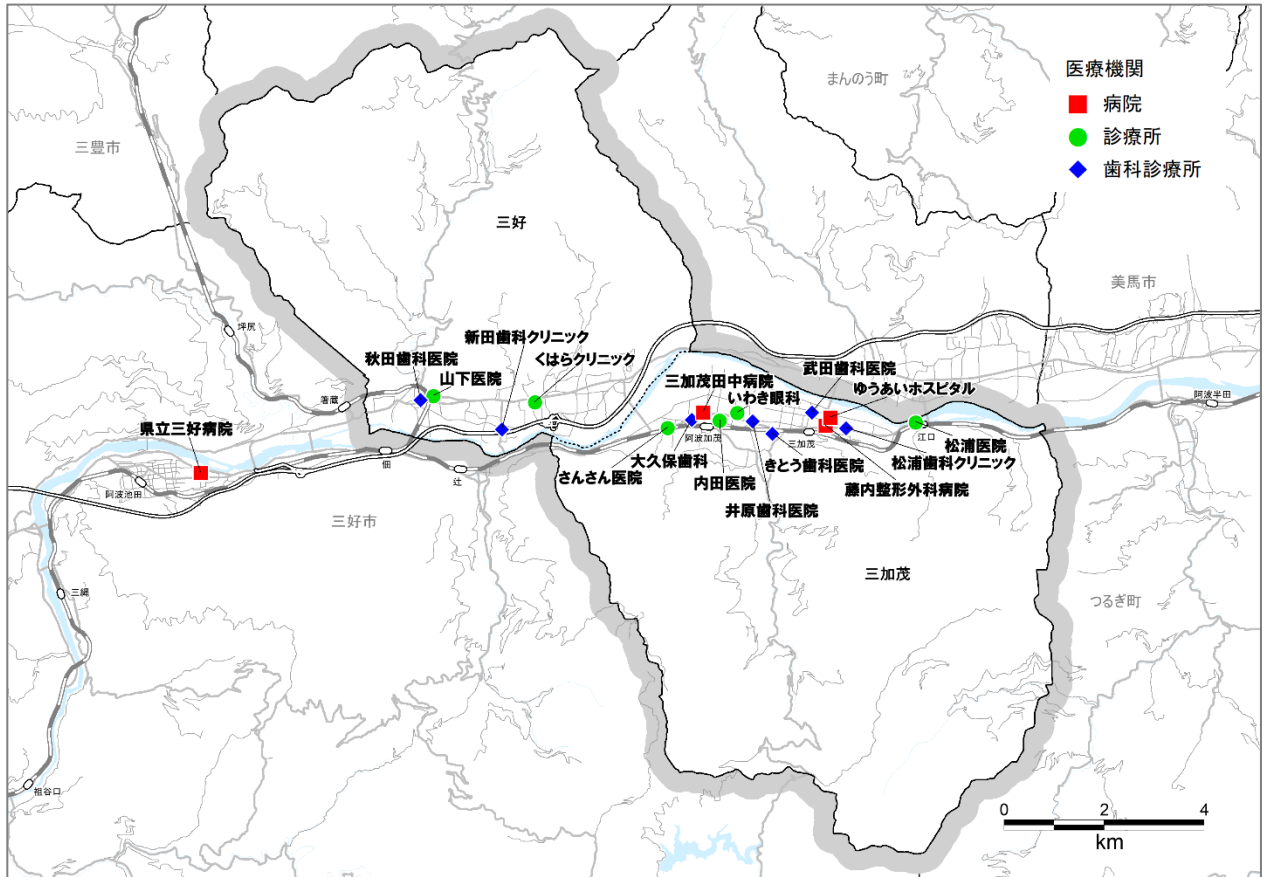 医療機関
病院
診療所
歯科診療所
まんのう町
三豊市
三好
美馬市
坪尻
新田歯科クリニック
くはらクリニック
秋田歯科医院
山下医院
武田歯科医院
ゆうあいホスピタル
三加茂田中病院
いわき眼科
箸蔵
阿波半田
県立三好病院
阿波加茂
三加茂
江口
松浦医院
佃
辻
大久保歯科
きとう歯科医院
松浦歯科クリニック
さんさん医院
内田医院
藤内整形外科病院
阿波池田
井原歯科医院
三好市
三加茂
三縄
つるぎ町
祖谷口
0 2 4
km